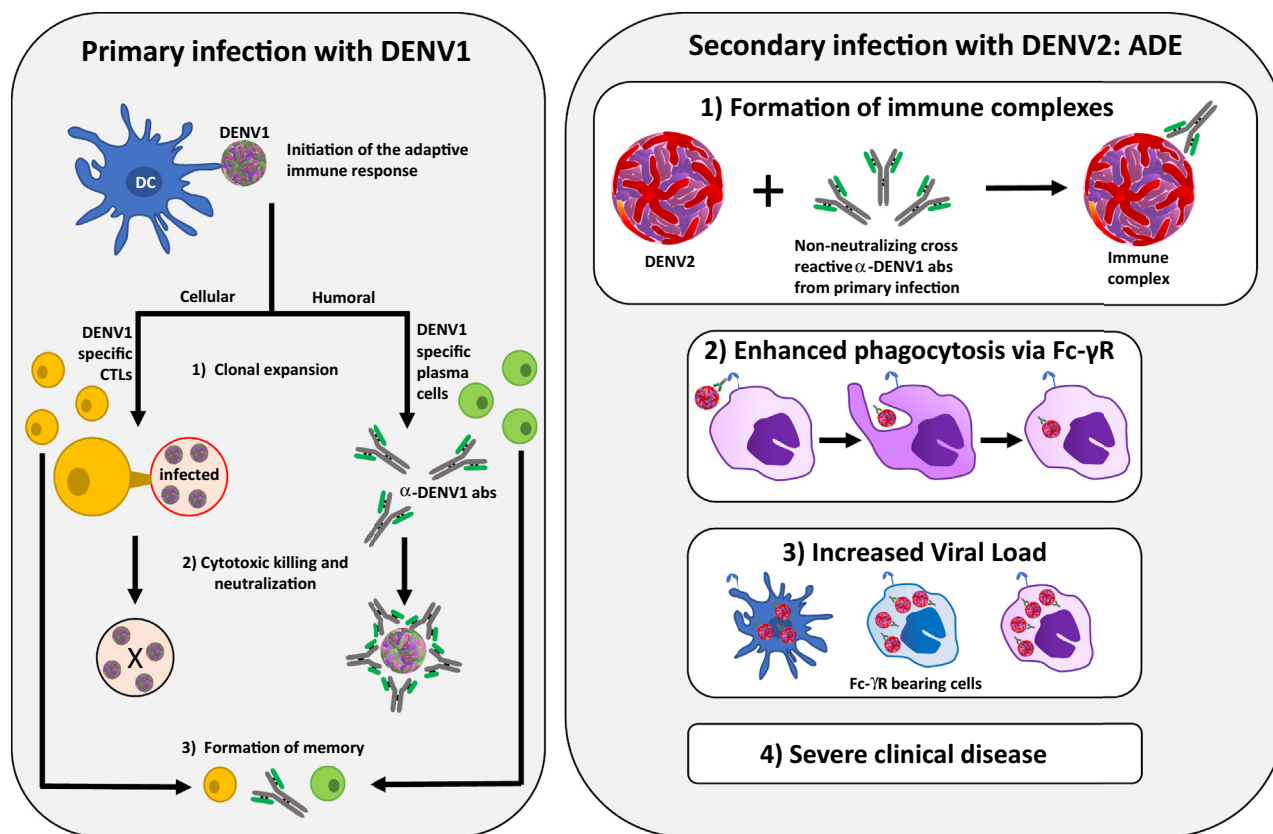 Primary infection with DENV1
DENV1
DC
Initiation of the adaptive
immune response
Cellular
Humoral
DENV1
specific
CTLs
1) Clonal expansion
DENV1
specific
plasma
cells
infected
α-DENV1 abs
2) Cytotoxic killing and
neutralization
X
3) Formation of memory
Secondary infection with DENV2: ADE
1) Formation of immune complexes
+
DENV2
Non-neutralizing cross
reactive α-DENV1 abs
from primary infection
Immune
complex
2) Enhanced phagocytosis via Fc-γR
3) Increased Viral Load
Fc-γR bearing cells
4) Severe clinical disease